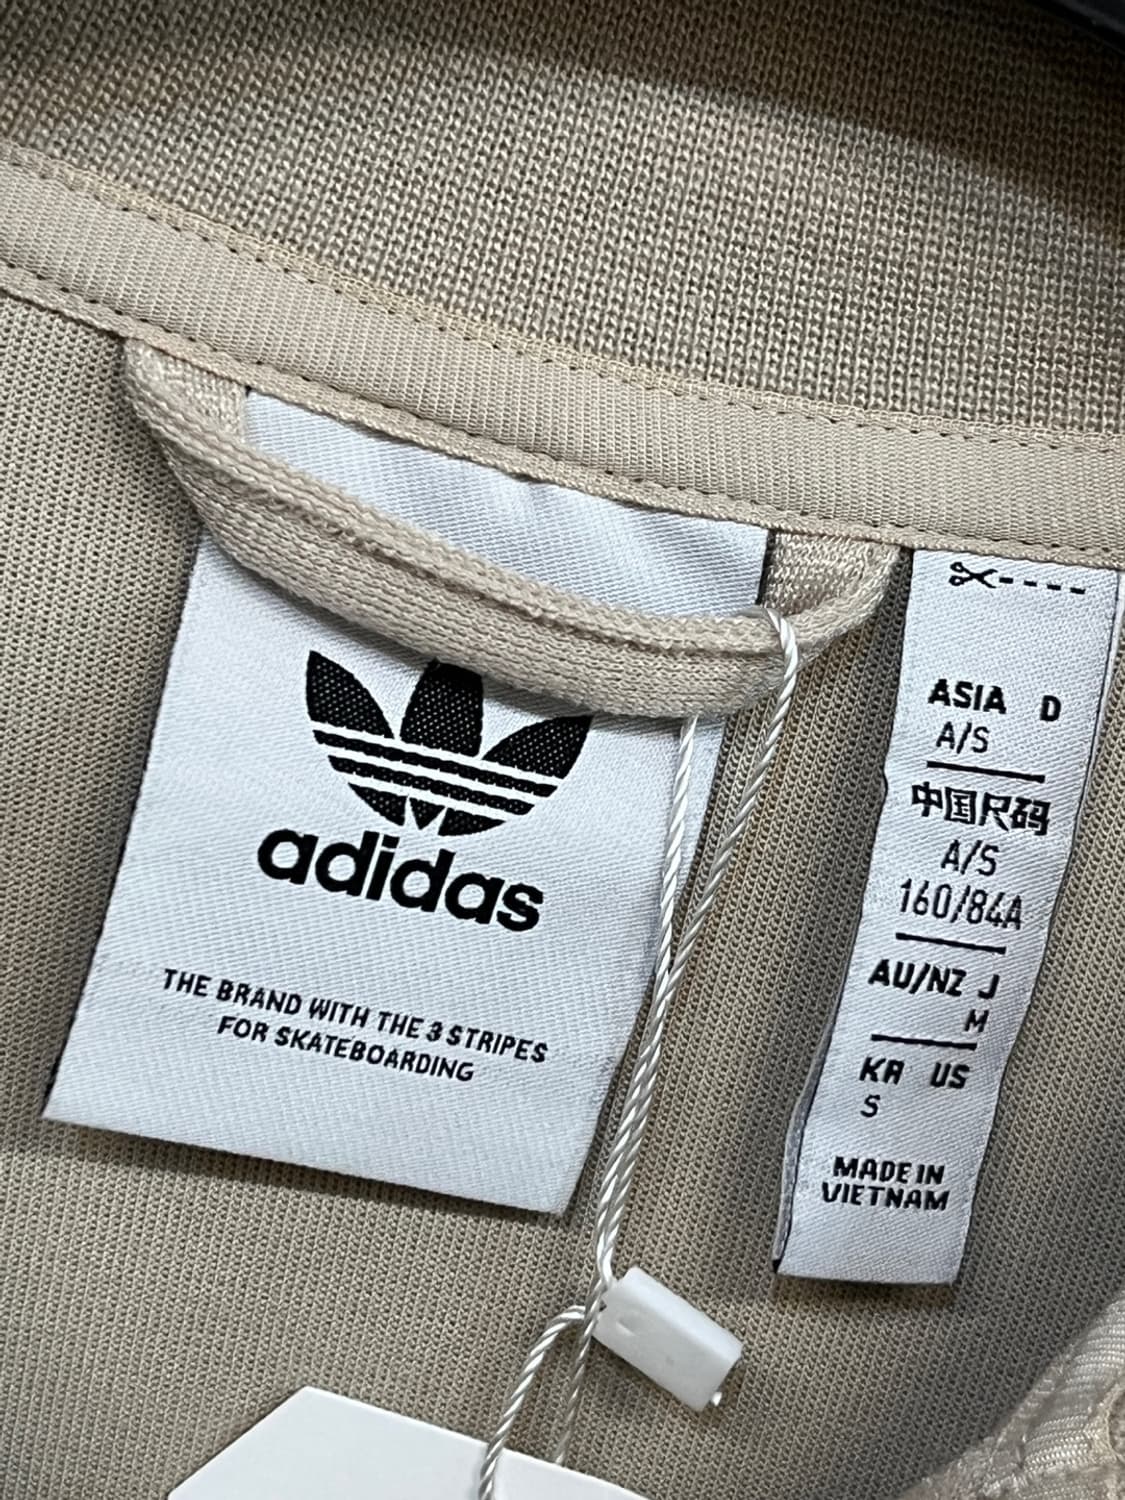 adidas
THE BRAND WITH THE 3 STRIPES
FOR SKATEBOARDING
ASIA D
A/S
中国尺码
A/S
160/84A
AU/NZ J
M
KR US
S
MADE IN
VIETNAM